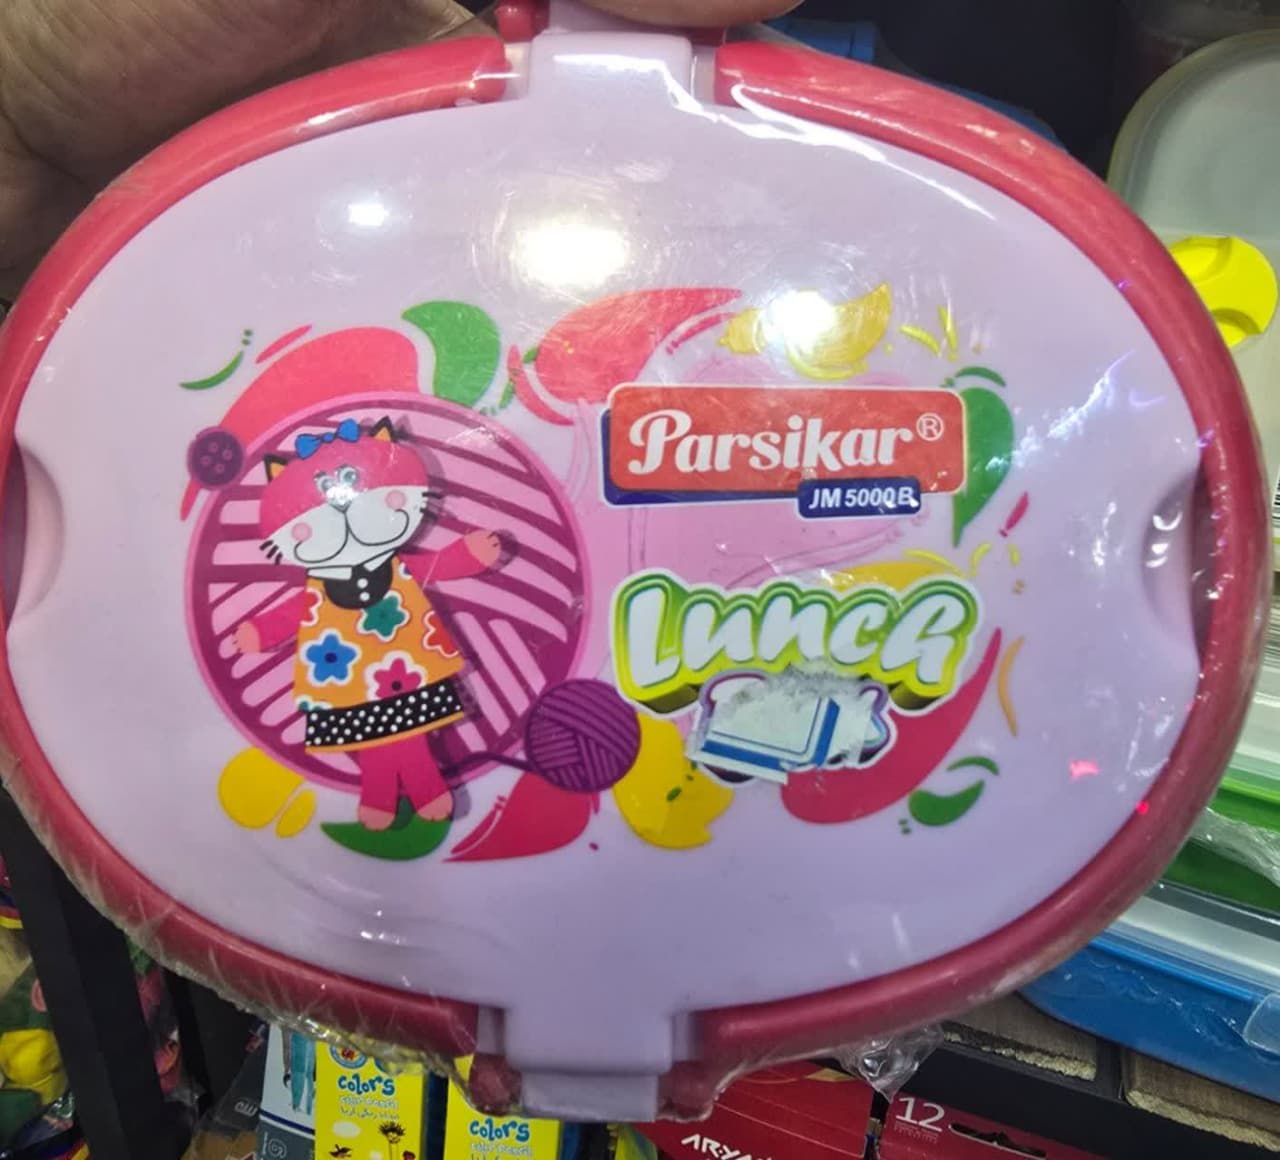 Parsikar®
JM 5000B
Lunch
colors
colors
12